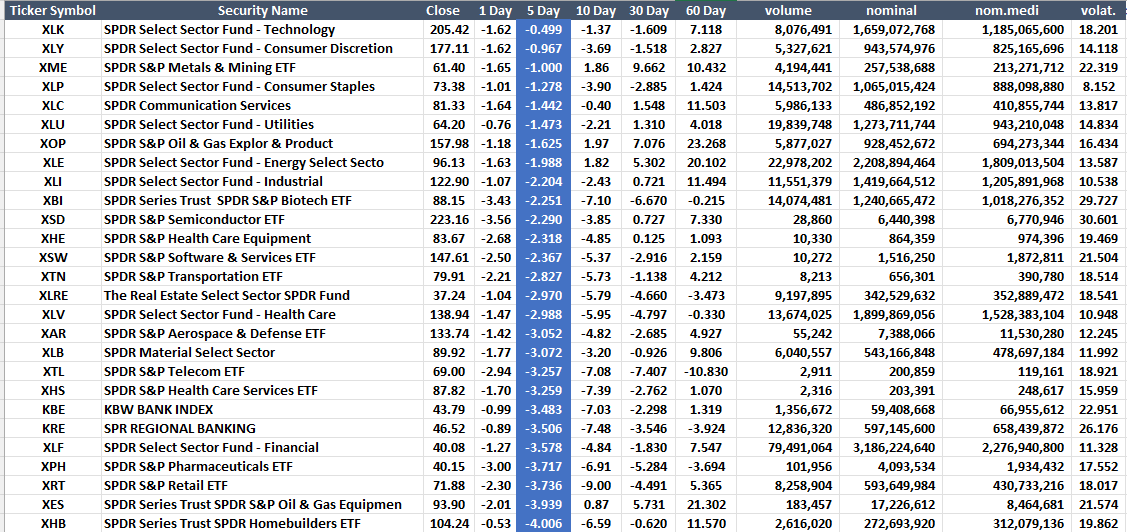 Ticker Symbol Security Name Close 1 Day 5 Day 10 Day 30 Day 60 Day volume nominal nom.medi volat.
XLK SPDR Select Sector Fund - Technology 205.42 -1.62 -0.499 -1.37 -1.609 7.118 8,076,491 1,659,072,768 1,185,065,600 18.201
XLY SPDR Select Sector Fund - Consumer Discretion 177.11 -1.62 -0.967 -3.69 -1.518 2.827 5,327,621 943,574,976 825,165,696 14.118
XME SPDR S&P Metals & Mining ETF 61.40 -1.65 -1.000 1.86 9.662 10.432 4,194,441 257,538,688 213,271,712 22.319
XLP SPDR Select Sector Fund - Consumer Staples 73.38 -1.01 -1.278 -3.90 -2.885 1.424 14,513,702 1,065,015,424 888,098,880 8.152
XLC SPDR Communication Services 81.33 -1.64 -1.442 -0.40 1.548 11.503 5,986,133 486,852,192 410,855,744 13.817
XLU SPDR Select Sector Fund - Utilities 64.20 -0.76 -1.473 -2.21 1.310 4.018 19,839,748 1,273,711,744 943,210,048 14.834
XOP SPDR S&P Oil & Gas Explor & Product 157.98 -1.18 -1.625 1.97 7.076 23.268 5,877,027 928,452,672 694,273,344 16.434
XLE SPDR Select Sector Fund - Energy Select Secto 96.13 -1.63 -1.988 1.82 5.302 20.102 22,978,202 2,208,894,464 1,809,013,504 13.587
XLI SPDR Select Sector Fund - Industrial 122.90 -1.07 -2.204 -2.43 0.721 11.494 11,551,379 1,419,664,512 1,205,891,968 10.538
XBI SPDR Series Trust SPDR S&P Biotech ETF 88.15 -3.43 -2.251 -7.10 -6.670 -0.215 14,074,481 1,240,665,472 1,018,276,352 29.727
XSD SPDR S&P Semiconductor ETF 223.16 -3.56 -2.290 -3.85 0.727 7.330 28,860 6,440,398 6,770,946 30.601
XHE SPDR S&P Health Care Equipment 83.67 -2.68 -2.318 -4.85 0.125 1.093 10,330 864,359 974,396 19.469
XSW SPDR S&P Software & Services ETF 147.61 -2.50 -2.367 -5.37 -2.916 2.159 10,272 1,516,250 1,872,811 21.504
XTN SPDR S&P Transportation ETF 79.91 -2.21 -2.827 -5.73 -1.138 4.212 8,213 656,301 390,780 18.514
XLRE The Real Estate Select Sector SPDR Fund 37.24 -1.04 -2.970 -5.79 -4.660 -3.473 9,197,895 342,529,632 352,889,472 18.541
XLV SPDR Select Sector Fund - Health Care 138.94 -1.47 -2.988 -5.95 -4.797 -0.330 13,674,025 1,899,869,056 1,528,383,104 10.948
XAR SPDR S&P Aerospace & Defense ETF 133.74 -1.42 -3.052 -4.82 -2.685 4.927 55,242 7,388,066 11,530,280 12.245
XLB SPDR Material Select Sector 89.92 -1.77 -3.072 -3.20 -0.926 9.806 6,040,557 543,166,848 478,697,184 11.992
XTL SPDR S&P Telecom ETF 69.00 -2.94 -3.257 -7.08 -7.407 -10.830 2,911 200,859 119,161 18.921
XHS SPDR S&P Health Care Services ETF 87.82 -1.70 -3.259 -7.39 -2.762 1.070 2,316 203,391 248,617 15.959
KBE KBW BANK INDEX 43.79 -0.99 -3.483 -7.03 -2.298 1.319 1,356,672 59,408,668 66,955,612 22.951
KRE SPR REGIONAL BANKING 46.52 -0.89 -3.506 -7.48 -3.546 -3.924 12,836,320 597,145,600 658,439,872 26.176
XLF SPDR Select Sector Fund - Financial 40.08 -1.27 -3.578 -4.84 -1.830 7.547 79,491,064 3,186,224,640 2,276,940,800 11.328
XPH SPDR S&P Pharmaceuticals ETF 40.15 -3.00 -3.717 -6.91 -5.284 -3.694 101,956 4,093,534 1,934,432 17.552
XRT SPDR S&P Retail ETF 71.88 -2.30 -3.736 -9.00 -4.491 5.365 8,258,904 593,649,984 430,733,216 18.017
XES SPDR Series Trust SPDR S&P Oil & Gas Equipmen 93.90 -2.01 -3.939 0.87 5.731 21.302 183,457 17,226,612 8,464,681 21.574
XHB SPDR Series Trust SPDR Homebuilders ETF 104.24 -0.53 -4.006 -6.59 -0.620 11.570 2,616,020 272,693,920 312,079,136 19.862